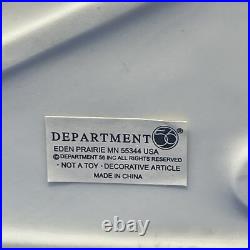 DEPARTMENT 56
EDEN PRAIRIE MN 55344 USA
© DEPARTMENT 56 INC ALL RIGHTS RESERVED
· NOT A TOY · DECORATIVE ARTICLE
MADE IN CHINA